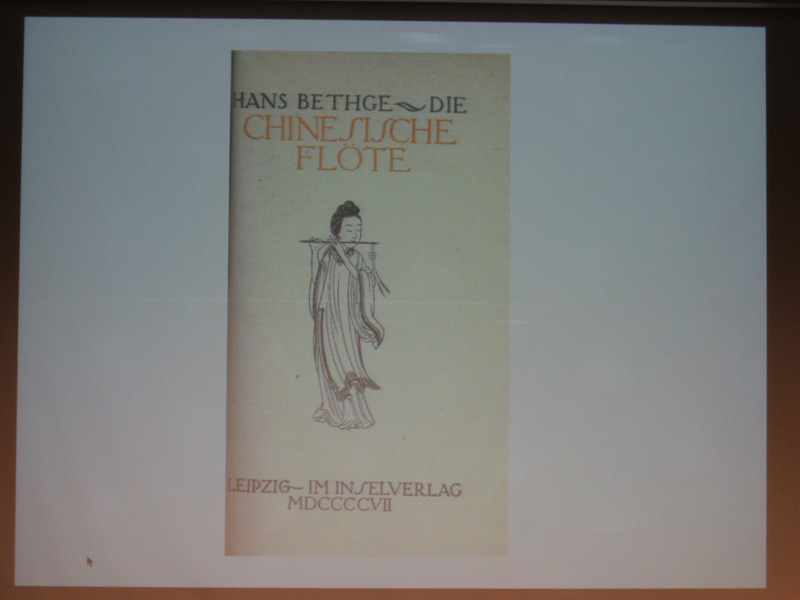 HANS BETHGE~DIE
CHINESISCHE
FLÖTE
LEIPZIG~IM INSELVERLAG
MDCCCCVII